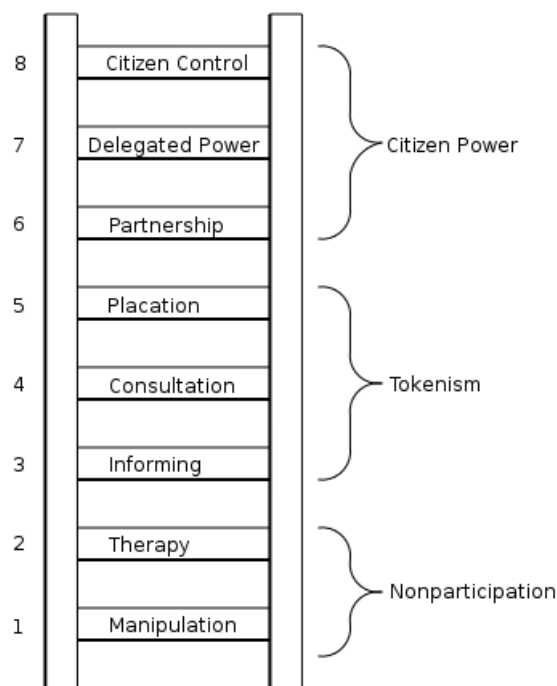 8 Citizen Control
7 Delegated Power
Citizen Power
6 Partnership
5 Placation
4 Consultation
Tokenism
3 Informing
2 Therapy
Nonparticipation
1 Manipulation